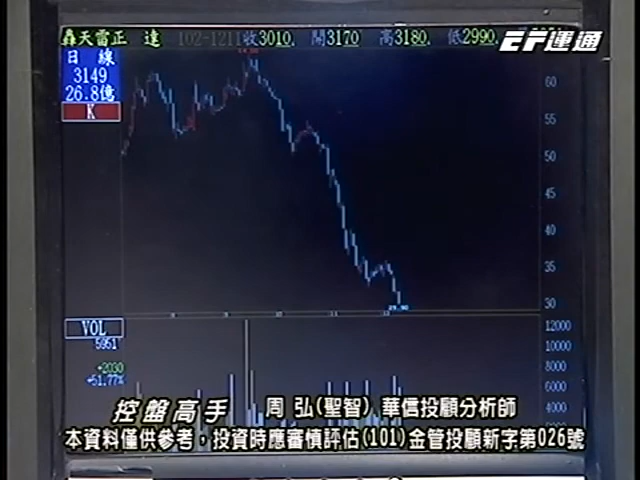 轟天雷正 達 102-1211收3010. 開3170 高3180. 低2990.
EF運通
日 線
3149
26.8億
K
60
55
50
45
40
35
30
29.90
VOL
5951
+2030
+51.77%
12000
10000
8000
6000
4000
控盤高手 周 弘(聖智) 華信投顧分析師
本資料僅供參考，投資時應審慎評估(101)金管投顧新字第026號